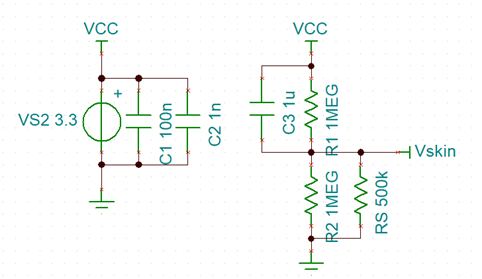 VCC
VCC
+
VS2 3.3
C1 100n
C2 1n
C3 1u
R1 1MEG
Vskin
R2 1MEG
RS 500k